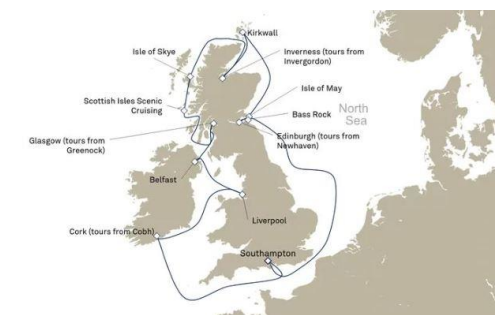 Kirkwall
Isle of Skye
Inverness (tours from
Invergordon)
Scottish Isles Scenic
Cruising
Isle of May
Bass Rock
North
Sea
Glasgow (tours from
Greenock)
Edinburgh (tours from
Newhaven)
Belfast
Liverpool
Cork (tours from Cobh)
Southampton